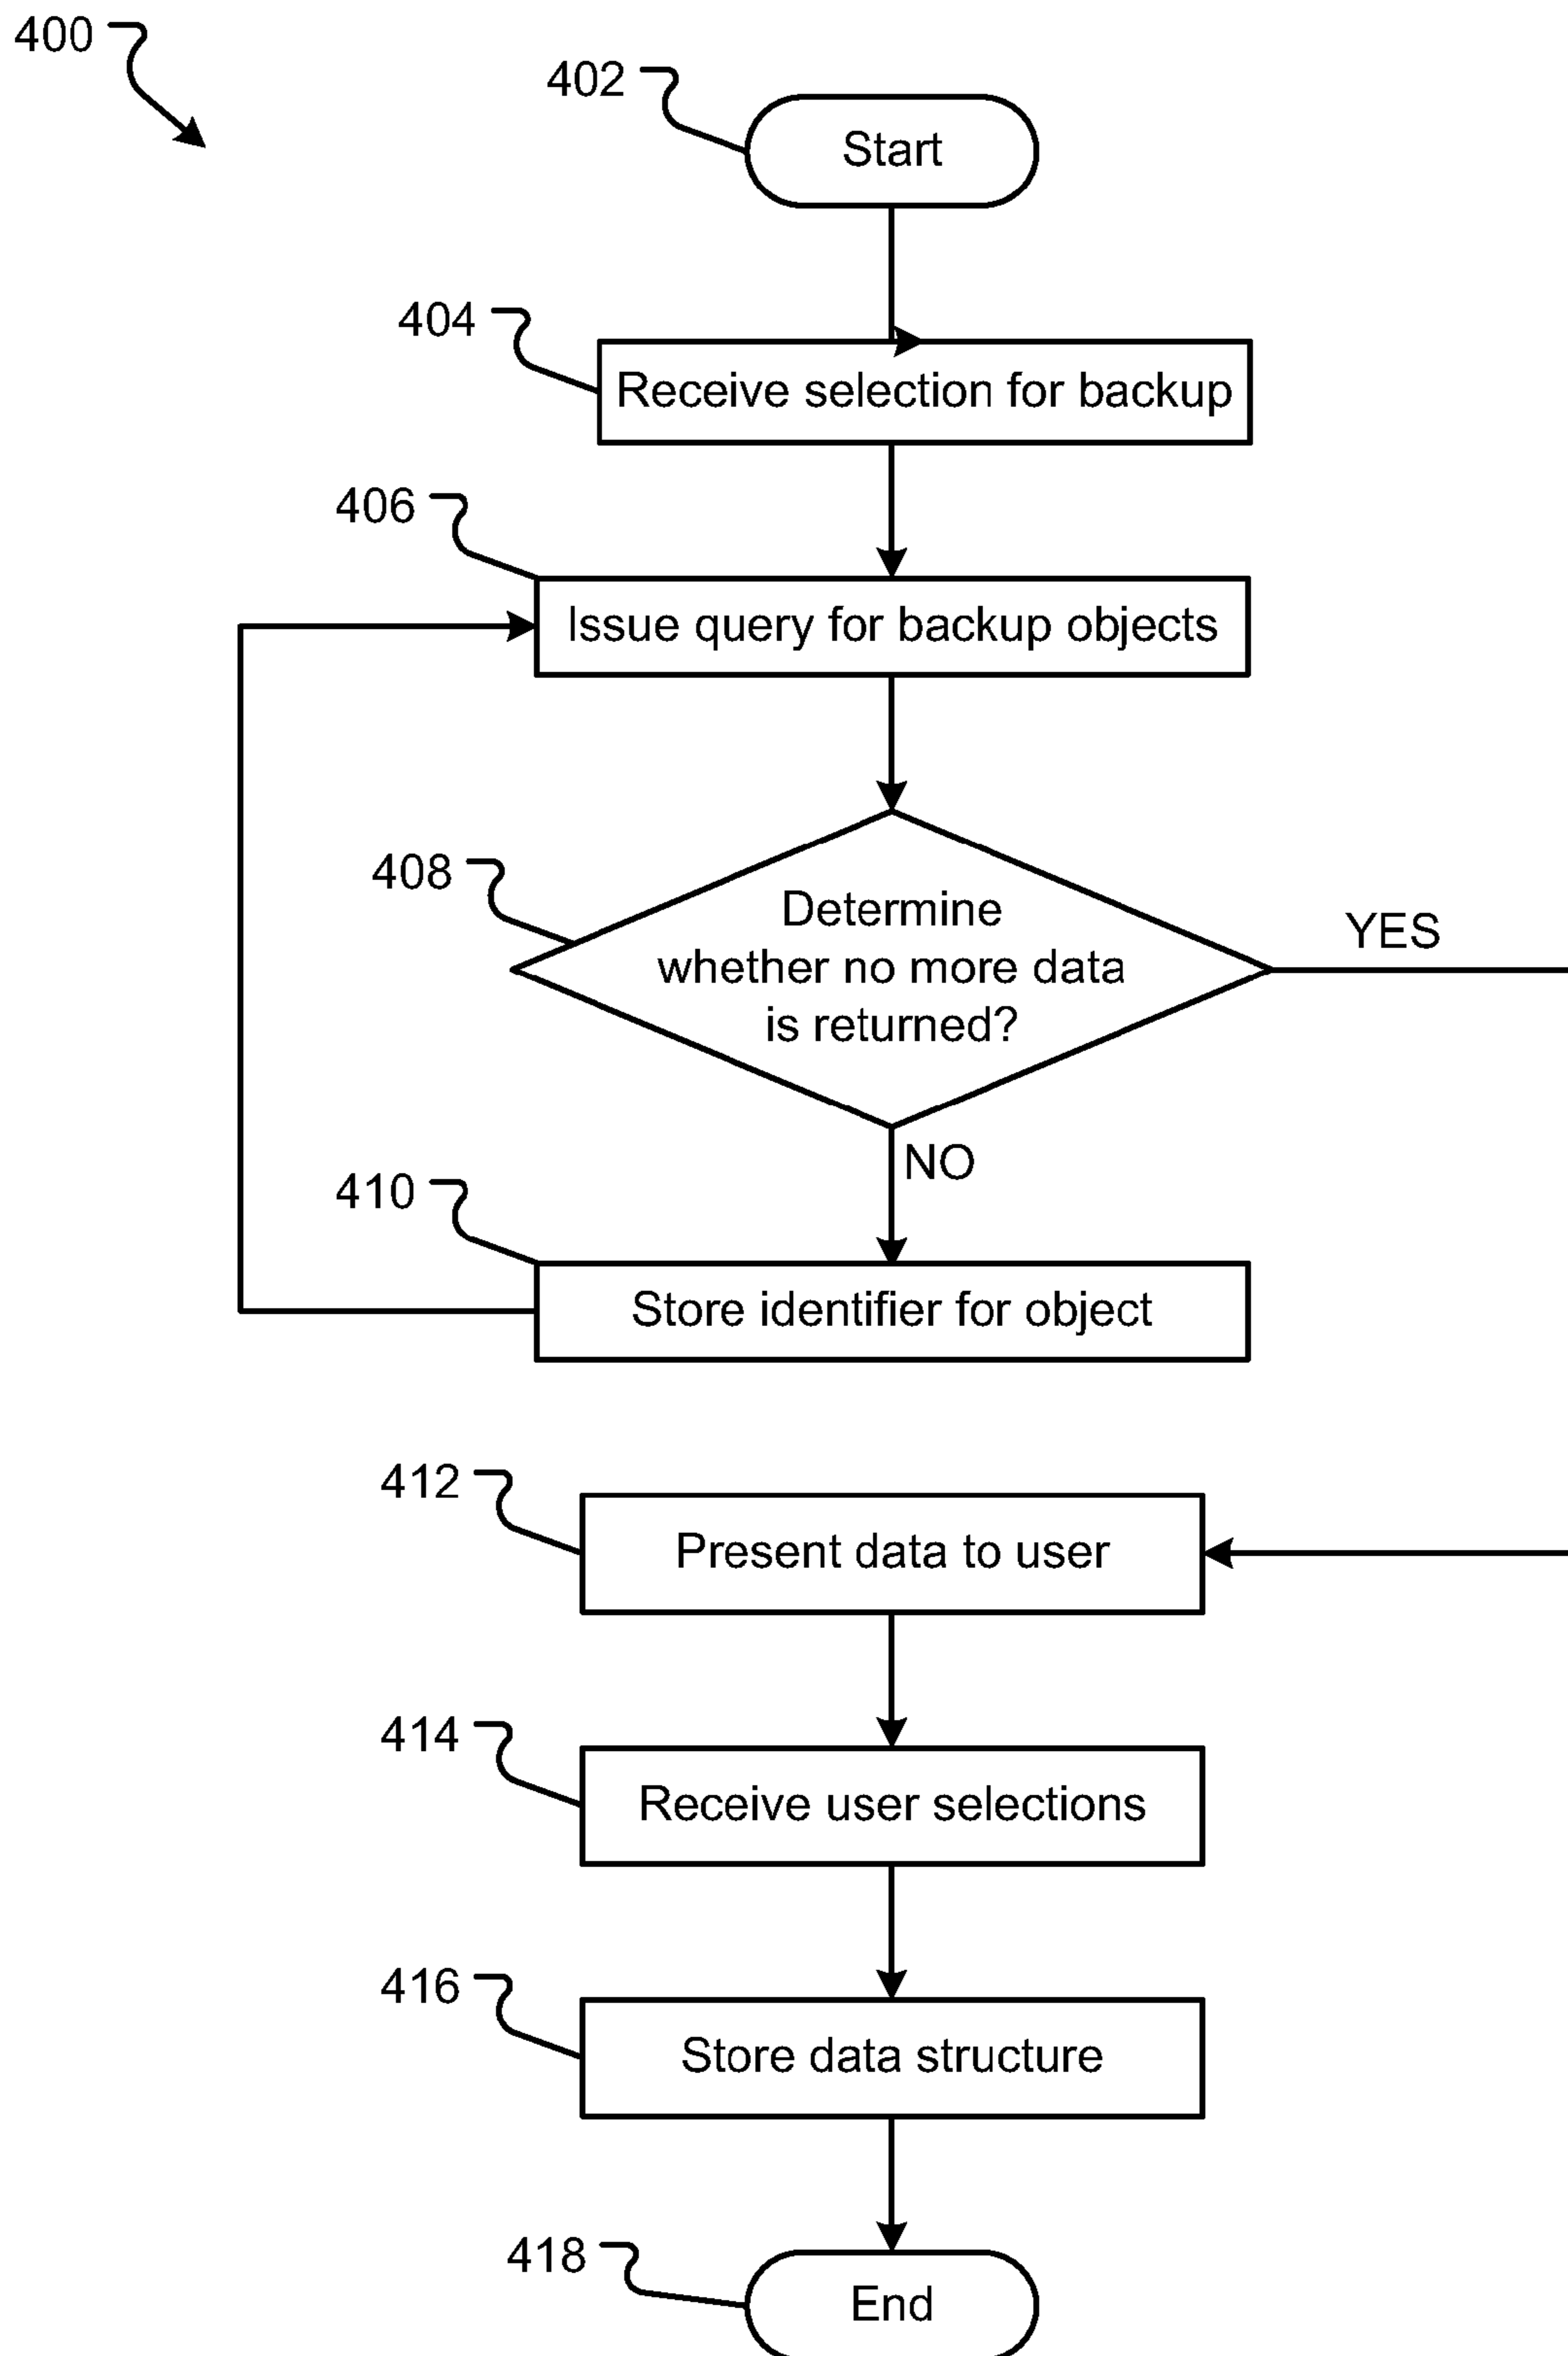 400
402
Start
404
Receive selection for backup
406
Issue query for backup objects
408
Determine
whether no more data
is returned?
YES
NO
410
Store identifier for object
412
Present data to user
414
Receive user selections
416
Store data structure
418
End